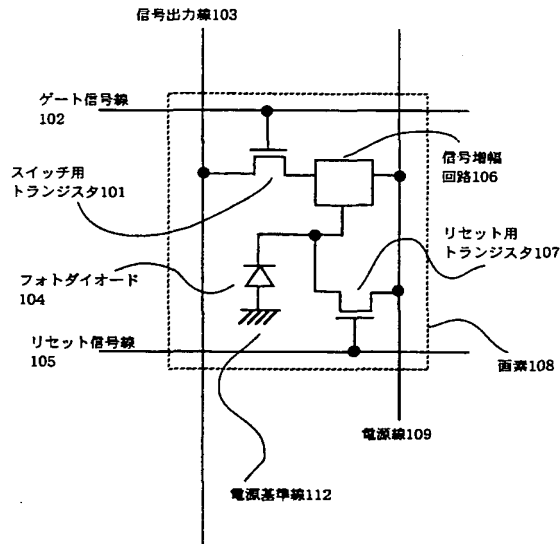 信号出力線103
ゲート信号線
102
信号増幅
回路106
スイッチ用
トランジスタ101
リセット用
トランジスタ107
フォトダイオード
104
リセット信号線
105
画素108
電源線109
電源基準線112